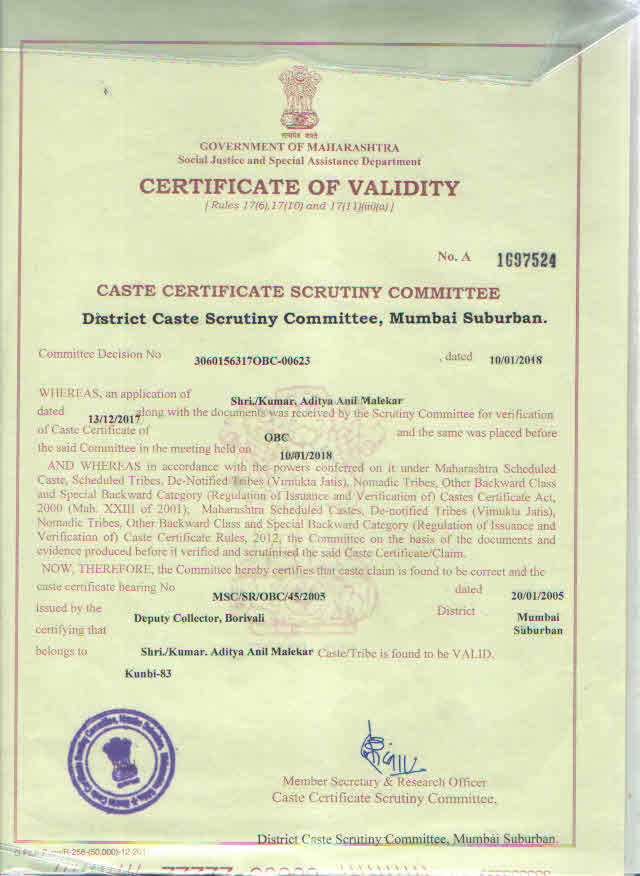 सत्यमेव जयते
GOVERNMENT OF MAHARASHTRA
Social Justice and Special Assistance Department
CERTIFICATE OF VALIDITY
[ Rules 17(6),17(10) and 17(11)(iii)(a) ]
No. A 1697524
CASTE CERTIFICATE SCRUTINY COMMITTEE
District Caste Scrutiny Committee, Mumbai Suburban.
Committee Decision No 3060156317OBC-00623 , dated 10/01/2018
WHEREAS, an application of Shri./Kumar. Aditya Anil Malekar
dated 13/12/2017 along with the documents was received by the Scrutiny Committee for verification
of Caste Certificate of OBC and the same was placed before
the said Committee in the meeting held on 10/01/2018
AND WHEREAS in accordance with the powers conferred on it under Maharashtra Scheduled
Caste, Scheduled Tribes, De-Notified Tribes (Vimukta Jatis), Nomadic Tribes, Other Backward Class
and Special Backward Category (Regulation of Issuance and Verification of) Castes Certificate Act,
2000 (Mah. XXIII of 2001); Maharashtra Scheduled Castes, De-notified Tribes (Vimukta Jatis),
Nomadic Tribes, Other Backward Class and Special Backward Category (Regulation of Issuance and
Verification of) Caste Certificate Rules, 2012, the Committee on the basis of the documents and
evidence produced before it verified and scrutinised the said Caste Certificate/Claim.
NOW, THEREFORE, the Committee hereby certifies that caste claim is found to be correct and the
caste certificate bearing No MSC/SR/OBC/45/2005 dated 20/01/2005
issued by the Deputy Collector, Borivali District Mumbai
certifying that Suburban
belongs to Shri./Kumar. Aditya Anil Malekar Caste/Tribe is found to be VALID.
Kunbi-83
Member Secretary & Research Officer
Caste Certificate Scrutiny Committee,
District Caste Scrutiny Committee, Mumbai Suburban.